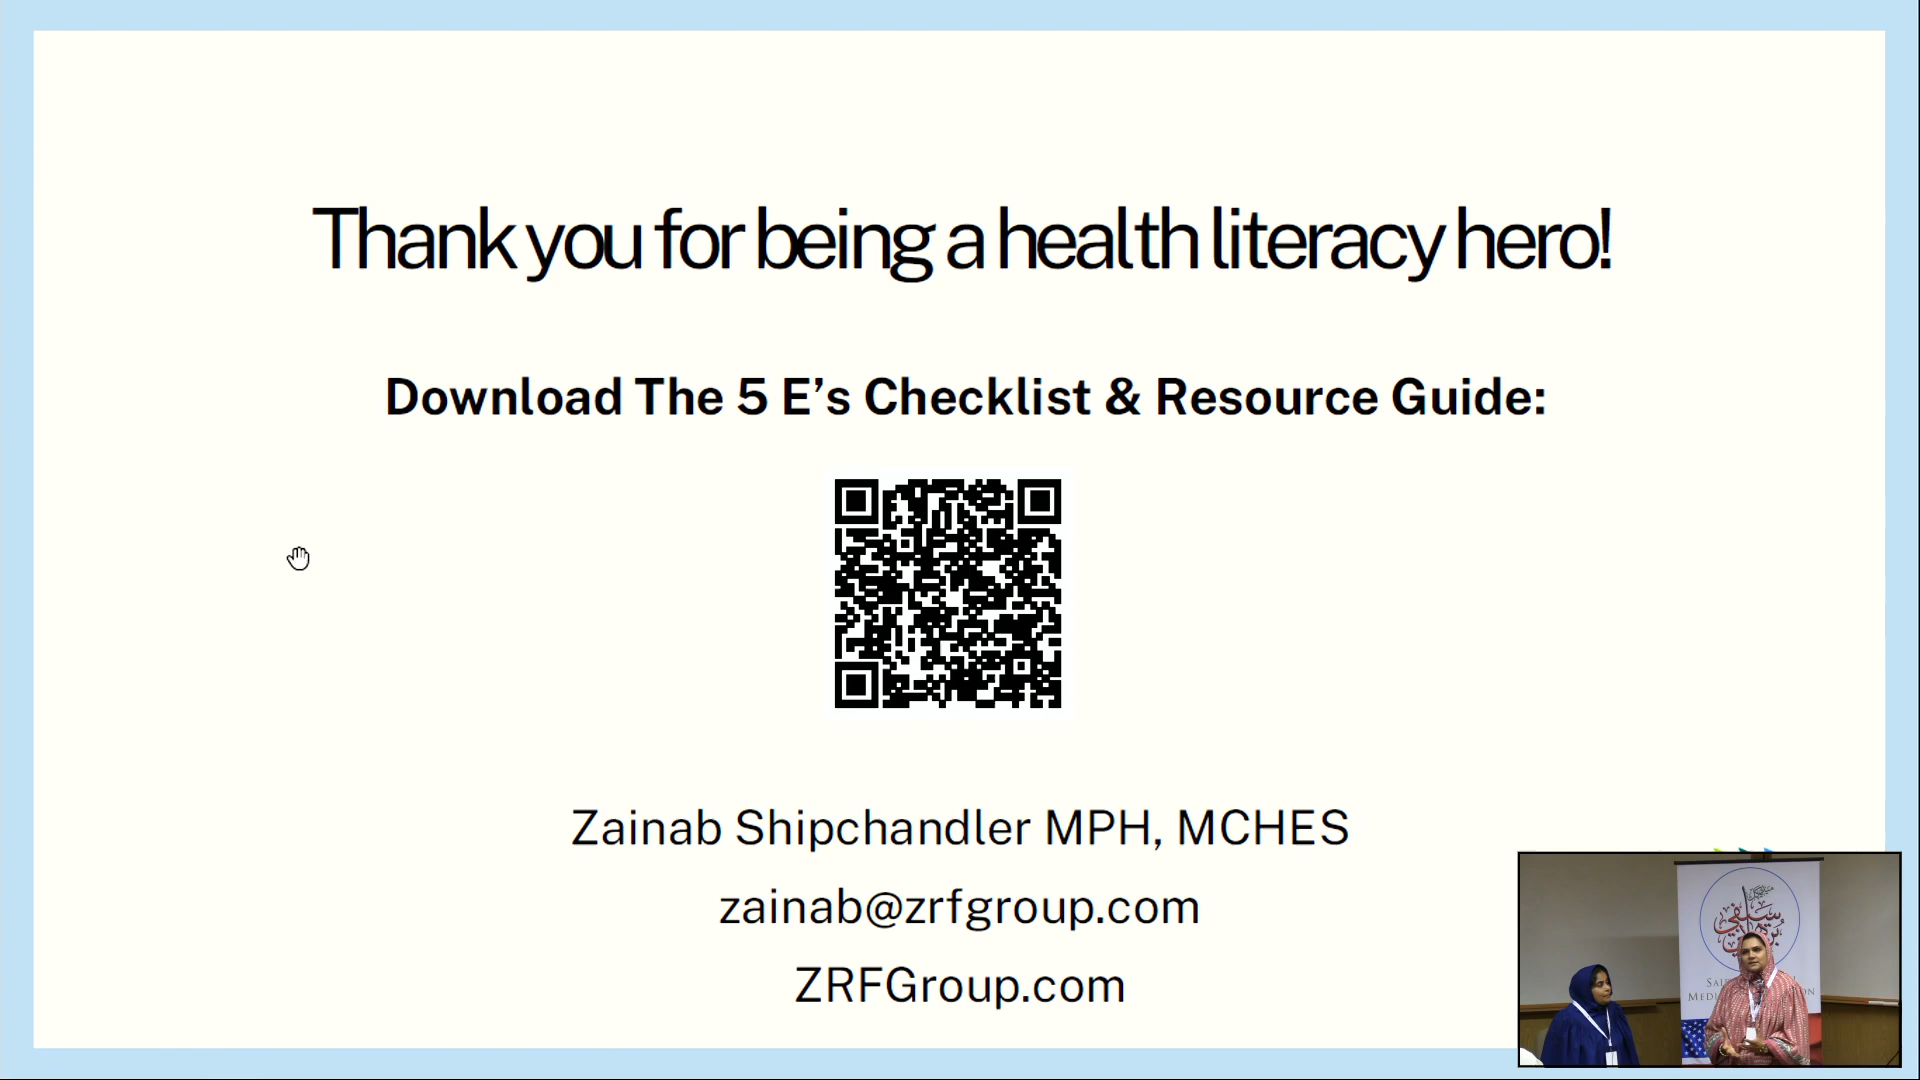 Thank you for being a health literacy hero!
Download The 5 E’s Checklist & Resource Guide:
Zainab Shipchandler MPH, MCHES
zainab@zrfgroup.com
ZRFGroup.com